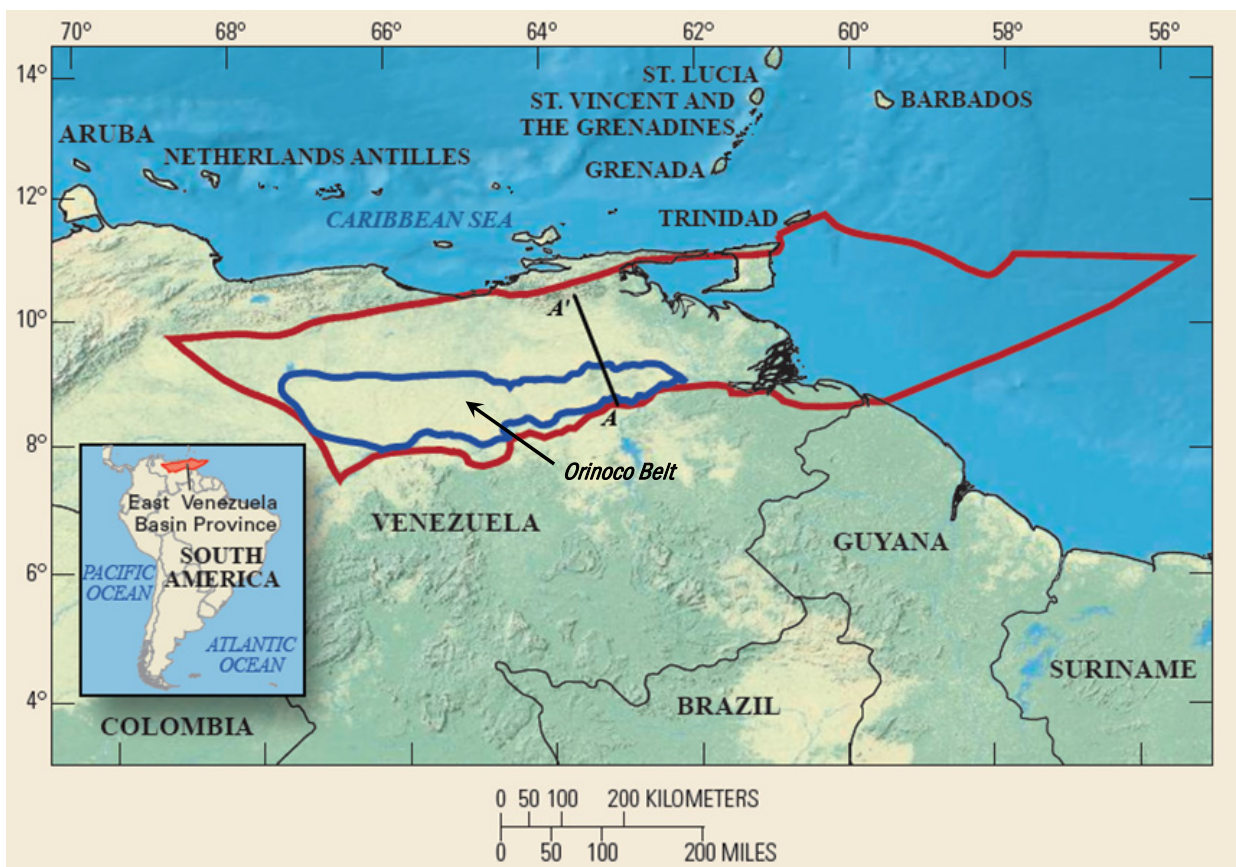 70° 68° 66° 64° 62° 60° 58° 56°
14°
12°
10°
8°
6°
4°
ST. LUCIA
ST. VINCENT AND
THE GRENADINES
BARBADOS
ARUBA
NETHERLANDS ANTILLES
GRENADA
CARIBBEAN SEA
TRINIDAD
A'
A
Orinoco Belt
VENEZUELA
GUYANA
SURINAME
BRAZIL
COLOMBIA
East Venezuela
Basin Province
SOUTH
AMERICA
PACIFIC
OCEAN
ATLANTIC
OCEAN
0 50 100 200 KILOMETERS
0 50 100 200 MILES